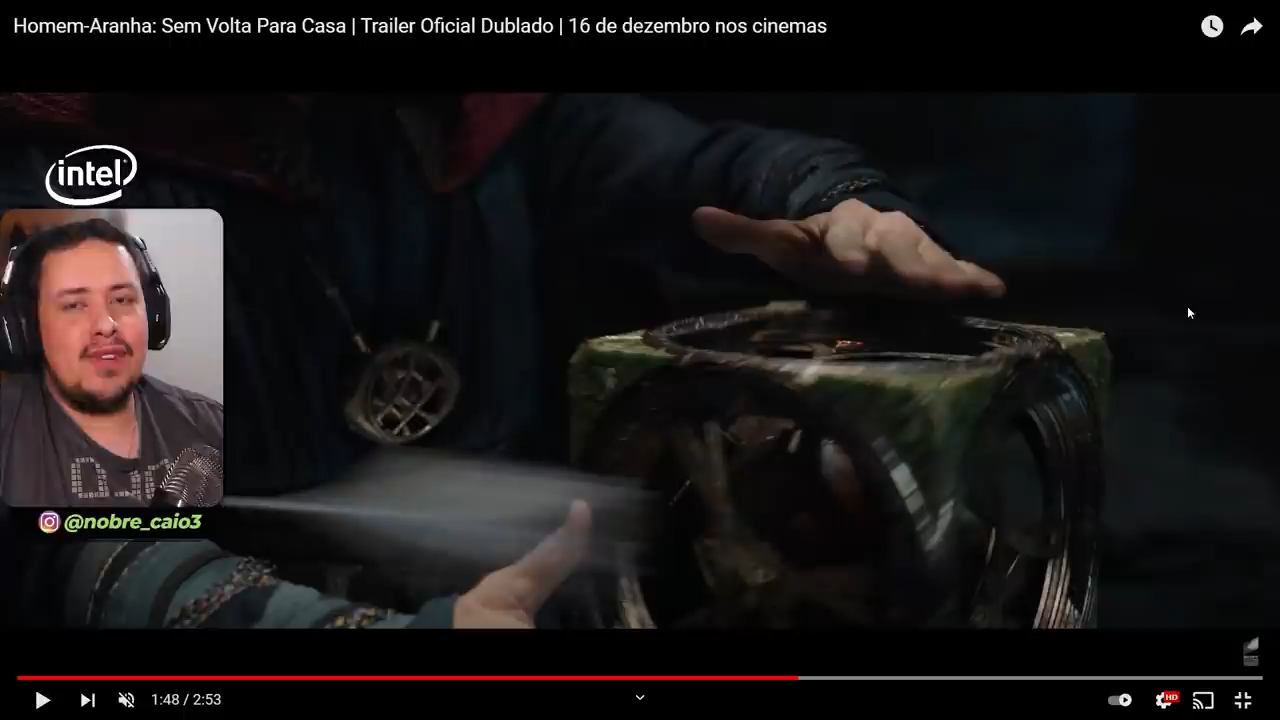 Homem-Aranha: Sem Volta Para Casa | Trailer Oficial Dublado | 16 de dezembro nos cinemas
intel
@nobre_caio3
1:48 / 2:53
HD